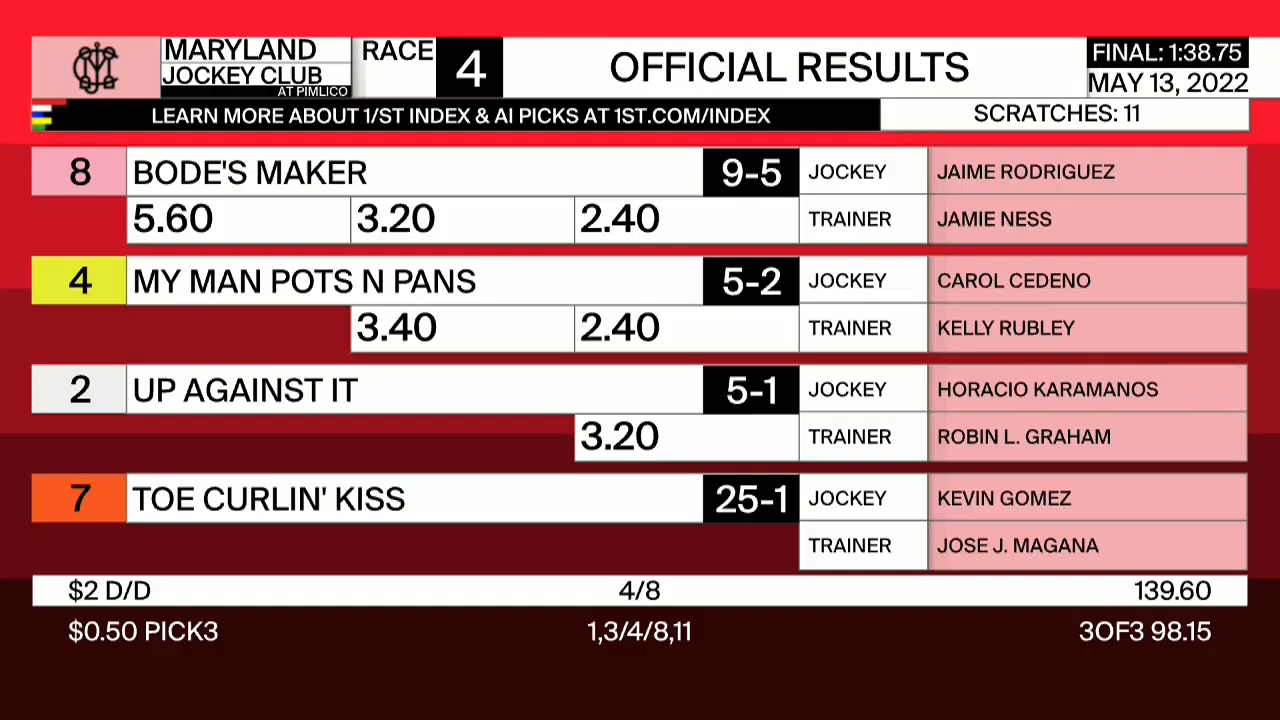 MARYLAND
JOCKEY CLUB
AT PIMLICO
RACE 4
OFFICIAL RESULTS
FINAL: 1:38.75
MAY 13, 2022
LEARN MORE ABOUT 1/ST INDEX & AI PICKS AT 1ST.COM/INDEX
SCRATCHES: 11
8 BODE'S MAKER 9-5 JOCKEY JAIME RODRIGUEZ
5.60 3.20 2.40 TRAINER JAMIE NESS
4 MY MAN POTS N PANS 5-2 JOCKEY CAROL CEDENO
3.40 2.40 TRAINER KELLY RUBLEY
2 UP AGAINST IT 5-1 JOCKEY HORACIO KARAMANOS
3.20 TRAINER ROBIN L. GRAHAM
7 TOE CURLIN' KISS 25-1 JOCKEY KEVIN GOMEZ
TRAINER JOSE J. MAGANA
$2 D/D 4/8 139.60
$0.50 PICK3 1,3/4/8,11 3OF3 98.15